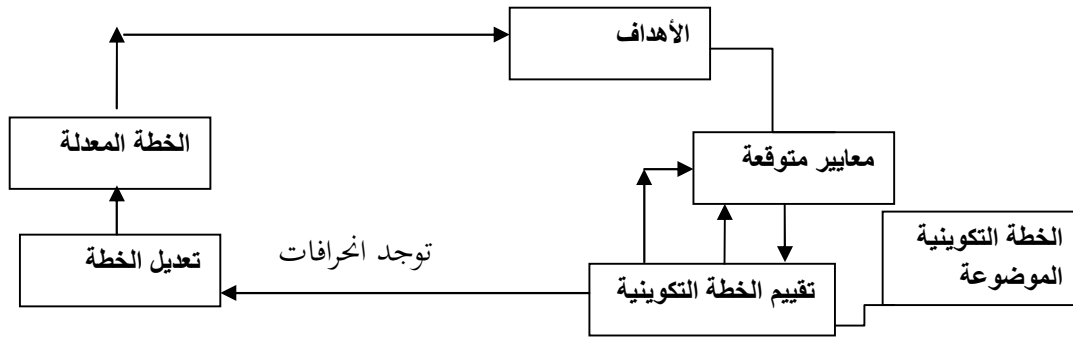 الأهداف
الخطة المعدلة
معايير متوقعة
الخطة التكوينية
الموضوعة
تعديل الخطة
توجد انحرافات
تقييم الخطة التكوينية